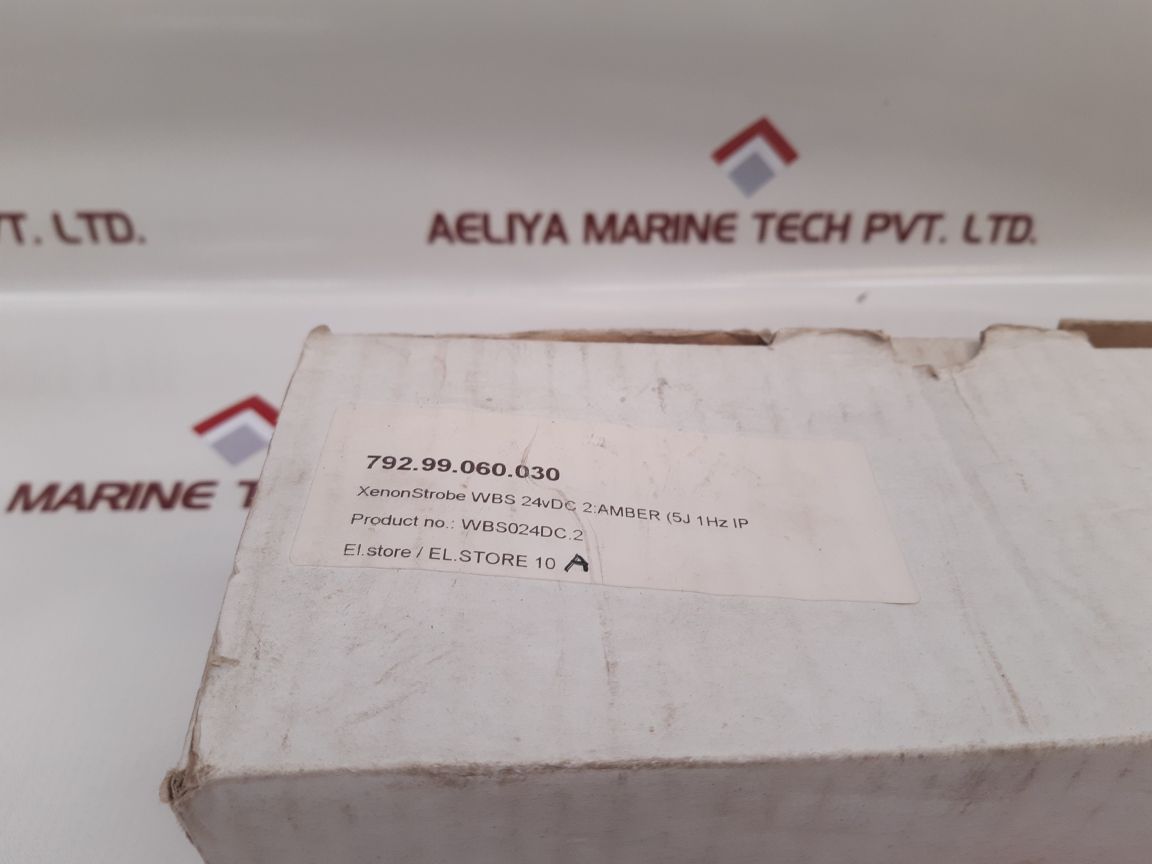 VT. LTD.
AELIYA MARINE TECH PVT. LTD.
MARINE T
792.99.060.030
XenonStrobe WBS 24vDC 2:AMBER (5J 1Hz IP
Product no.: WBS024DC.2
El.store / EL.STORE 10 A